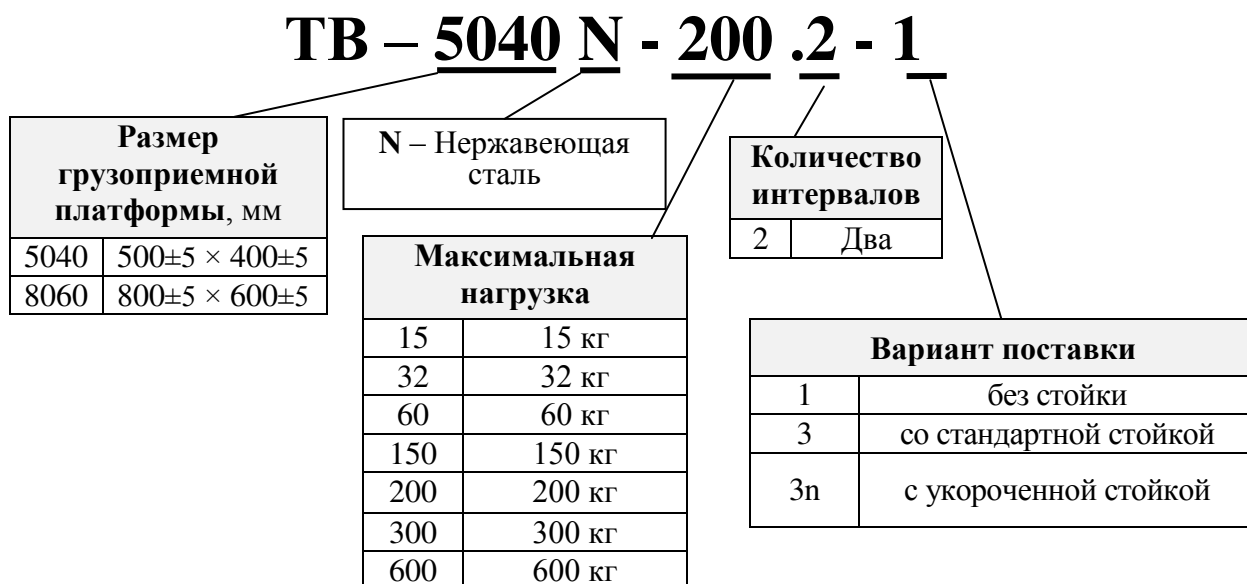 ТВ – 5040 N - 200 .2 - 1
Размер
грузоприемной
платформы, мм
5040 500±5 × 400±5
8060 800±5 × 600±5
N – Нержавеющая
сталь
Максимальная
нагрузка
15 15 кг
32 32 кг
60 60 кг
150 150 кг
200 200 кг
300 300 кг
600 600 кг
Количество
интервалов
2 Два
Вариант поставки
1 без стойки
3 со стандартной стойкой
3n с укороченной стойкой